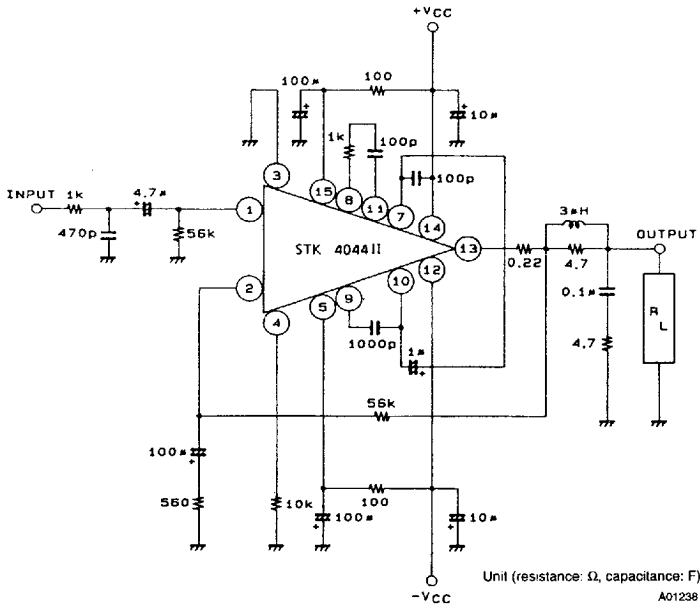 +VCC
100μ
100
10μ
1k
100p
100p
3
15
8
11
7
14
INPUT
1k
4.7μ
1
470p
56k
STK 4044II
13
3μH
OUTPUT
0.22
4.7
0.1μ
RL
4.7
2
12
10
9
5
4
1000p
1μ
56k
100μ
560
10k
100μ
100
10μ
-VCC
Unit (resistance: Ω, capacitance: F)
A01238